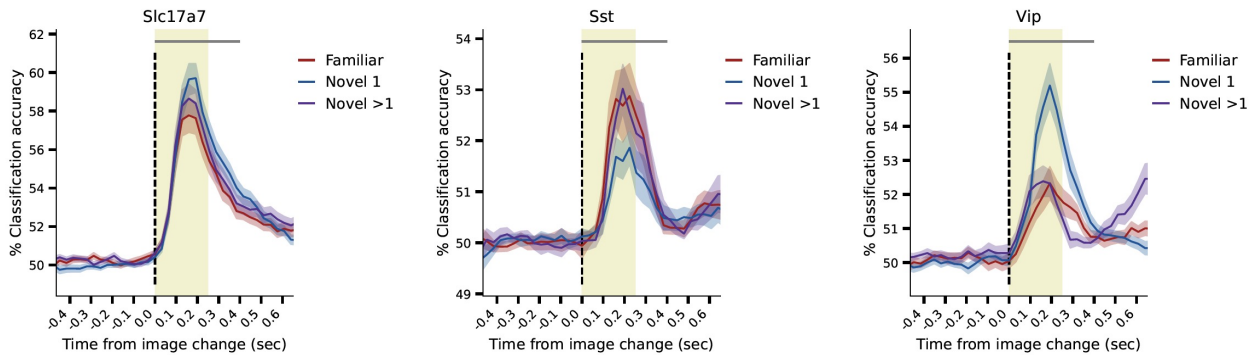 Slc17a7
% Classification accuracy
62
60
58
56
54
52
50
-0.4 -0.3 -0.2 -0.1 0.0 0.1 0.2 0.3 0.4 0.5 0.6
Time from image change (sec)
Familiar
Novel 1
Novel >1
Sst
% Classification accuracy
54
53
52
51
50
49
-0.4 -0.3 -0.2 -0.1 0.0 0.1 0.2 0.3 0.4 0.5 0.6
Time from image change (sec)
Familiar
Novel 1
Novel >1
Vip
% Classification accuracy
56
55
54
53
52
51
50
-0.4 -0.3 -0.2 -0.1 0.0 0.1 0.2 0.3 0.4 0.5 0.6
Time from image change (sec)
Familiar
Novel 1
Novel >1